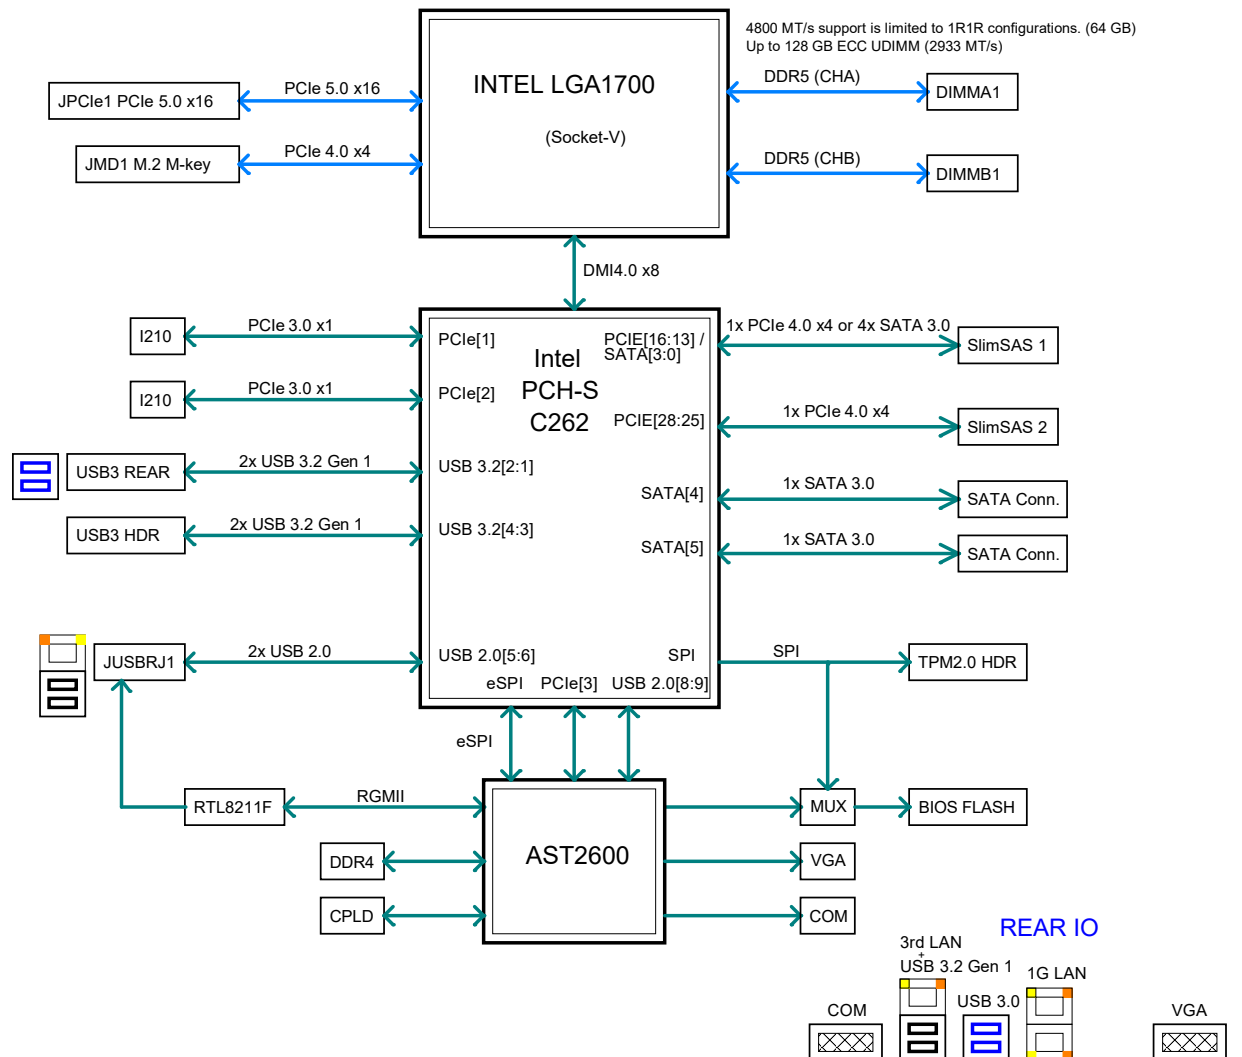 4800 MT/s support is limited to 1R1R configurations. (64 GB)
Up to 128 GB ECC UDIMM (2933 MT/s)
INTEL LGA1700
(Socket-V)
JPCIe1 PCIe 5.0 x16
PCIe 5.0 x16
DDR5 (CHA)
DIMMA1
JMD1 M.2 M-key
PCIe 4.0 x4
DDR5 (CHB)
DIMMB1
DMI4.0 x8
I210
PCIe 3.0 x1
PCIe[1]
Intel
PCH-S
C262
PCIE[16:13] /
SATA[3:0]
1x PCIe 4.0 x4 or 4x SATA 3.0
SlimSAS 1
I210
PCIe 3.0 x1
PCIe[2]
PCIE[28:25]
1x PCIe 4.0 x4
SlimSAS 2
USB3 REAR
2x USB 3.2 Gen 1
USB 3.2[2:1]
SATA[4]
1x SATA 3.0
SATA Conn.
USB3 HDR
2x USB 3.2 Gen 1
USB 3.2[4:3]
SATA[5]
1x SATA 3.0
SATA Conn.
JUSBRJ1
2x USB 2.0
USB 2.0[5:6]
SPI
SPI
TPM2.0 HDR
eSPI
PCIe[3]
USB 2.0[8:9]
eSPI
RTL8211F
RGMII
AST2600
MUX
BIOS FLASH
DDR4
VGA
CPLD
COM
REAR IO
3rd LAN
+
USB 3.2 Gen 1
1G LAN
USB 3.0
COM
VGA